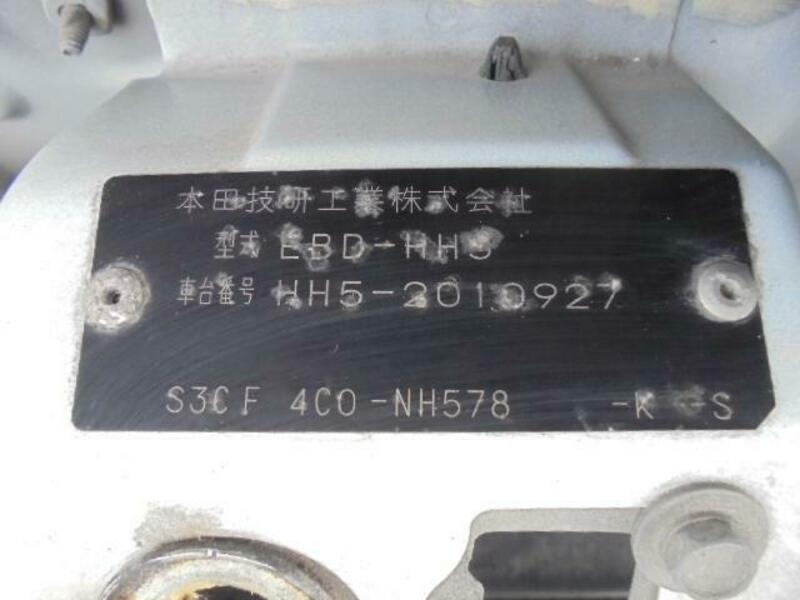 本田技研工業株式会社
型式 EBD-HH5
車台番号 HH5-2010927
S3CF 4C0-NH578 -K -S